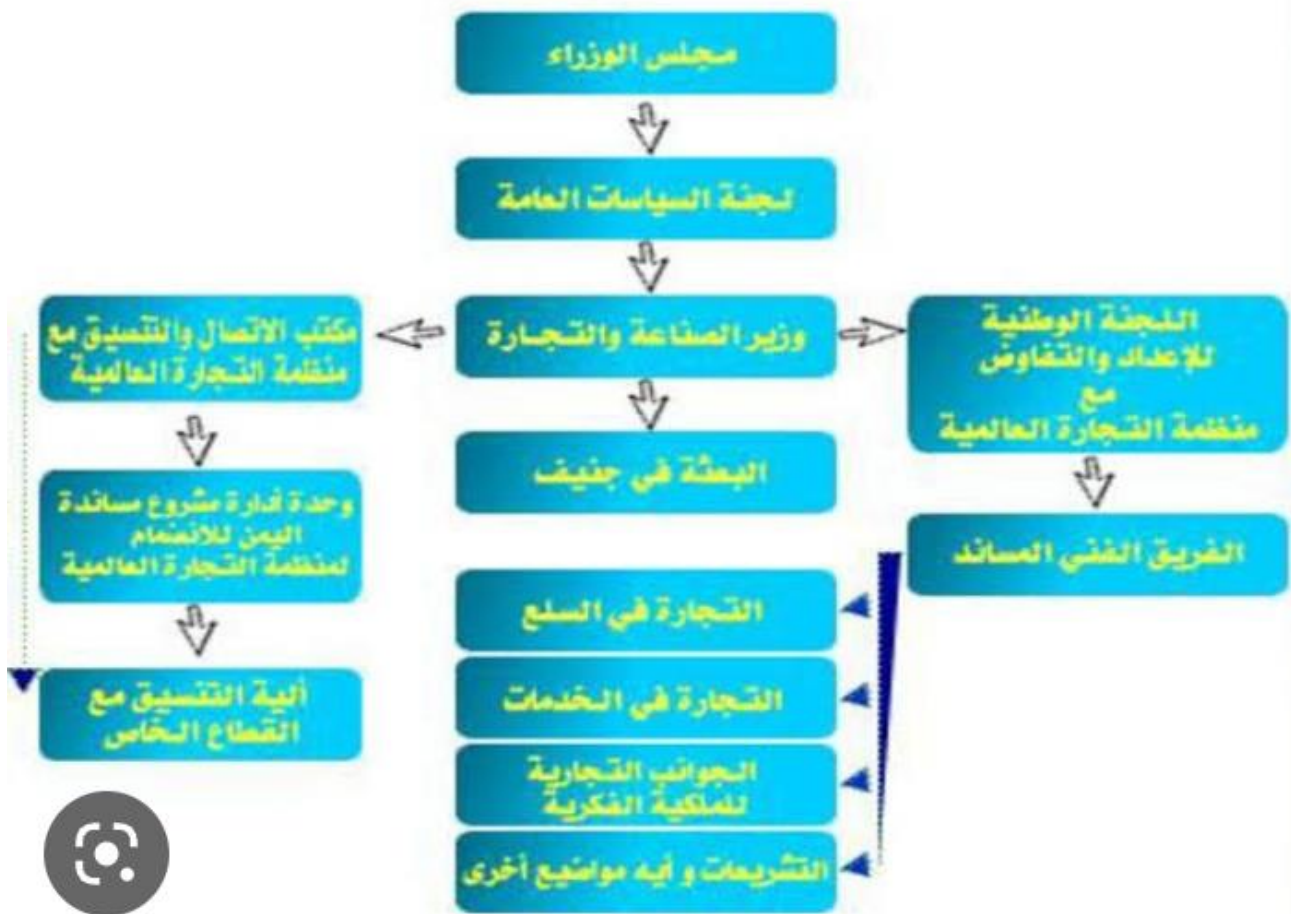 مجلس الوزراء
لجنة السياسات العامة
وزير الصناعة والتجارة
اللجنة الوطنية
للإعداد والتفاوض
مع
منظمة التجارة العالمية
مكتب الاتصال والتنسيق مع
منظمة التجارة العالمية
البعثة في جنيف
الفريق الفني المساند
وحدة أدارة مشروع مساندة
اليمن للانضمام
لمنظمة التجارة العالمية
التجارة في السلع
التجارة في الخدمات
الجوانب التجارية
للملكية الفكرية
التشريعات و أيه مواضيع أخرى
ألية التنسيق مع
القطاع الخاص